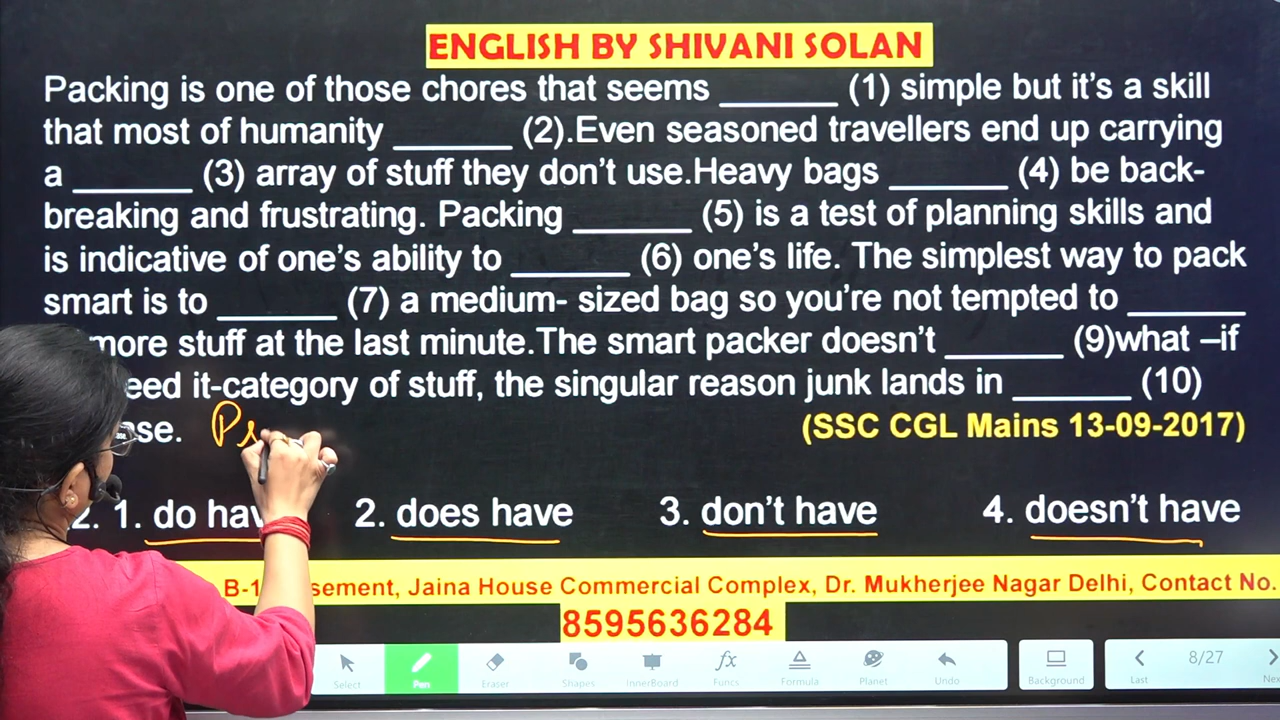 ENGLISH BY SHIVANI SOLAN
Packing is one of those chores that seems _______ (1) simple but it's a skill
that most of humanity _______ (2).Even seasoned travellers end up carrying
a _______ (3) array of stuff they don't use.Heavy bags _______ (4) be back-
breaking and frustrating. Packing _______ (5) is a test of planning skills and
is indicative of one's ability to _______ (6) one's life. The simplest way to pack
smart is to _______ (7) a medium- sized bag so you're not tempted to _______
more stuff at the last minute.The smart packer doesn't _______ (9)what –if
eed it-category of stuff, the singular reason junk lands in _______ (10)
ase.
(SSC CGL Mains 13-09-2017)
2. 1. do hav 2. does have 3. don't have 4. doesn't have
B-1 sement, Jaina House Commercial Complex, Dr. Mukherjee Nagar Delhi, Contact No.
8595636284
Select Pen Eraser Shapes InnerBoard Funcs Formula Planet Undo Background Last 8/27 Nex